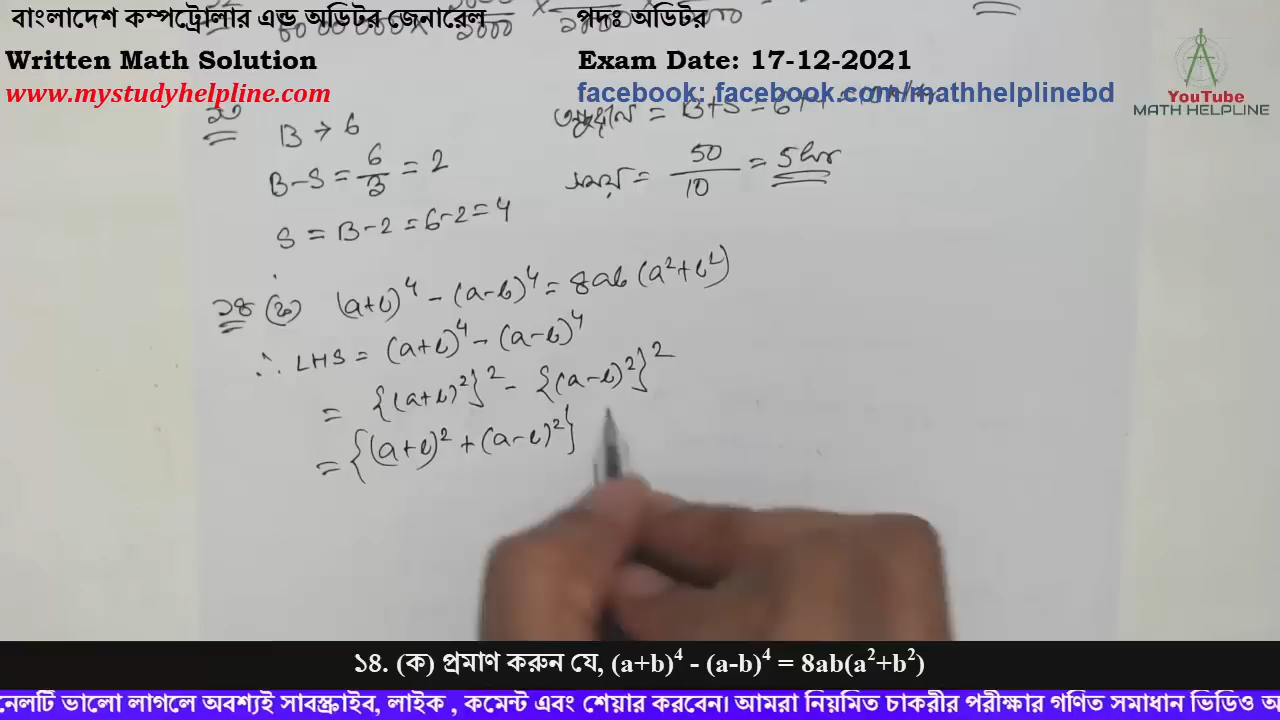 বাংলাদেশ কম্পট্রোলার এন্ড অডিটর জেনারেল পদঃ অডিটর
Written Math Solution Exam Date: 17-12-2021
www.mystudyhelpline.com facebook: facebook.com/mathhelplinebd
YouTube
MATH HELPLINE
B → 6
B-S = 6/3 = 2
S = B-2 = 6-2 = 4
= B+S = 6+4
সময় = 50/10 = 5 hr
১৪ (ক) (a+b)⁴ - (a-b)⁴ = 8ab (a²+b²)
∴ LHS = (a+b)⁴ - (a-b)⁴
= {(a+b)²}² - {(a-b)²}²
= {(a+b)² + (a-b)²}
১৪. (ক) প্রমাণ করুন যে, (a+b)⁴ - (a-b)⁴ = 8ab(a²+b²)
নেলটি ভালো লাগলে অবশ্যই সাবস্ক্রাইব, লাইক , কমেন্ট এবং শেয়ার করবেন। আমরা নিয়মিত চাকরীর পরীক্ষার গণিত সমাধান ভিডিও